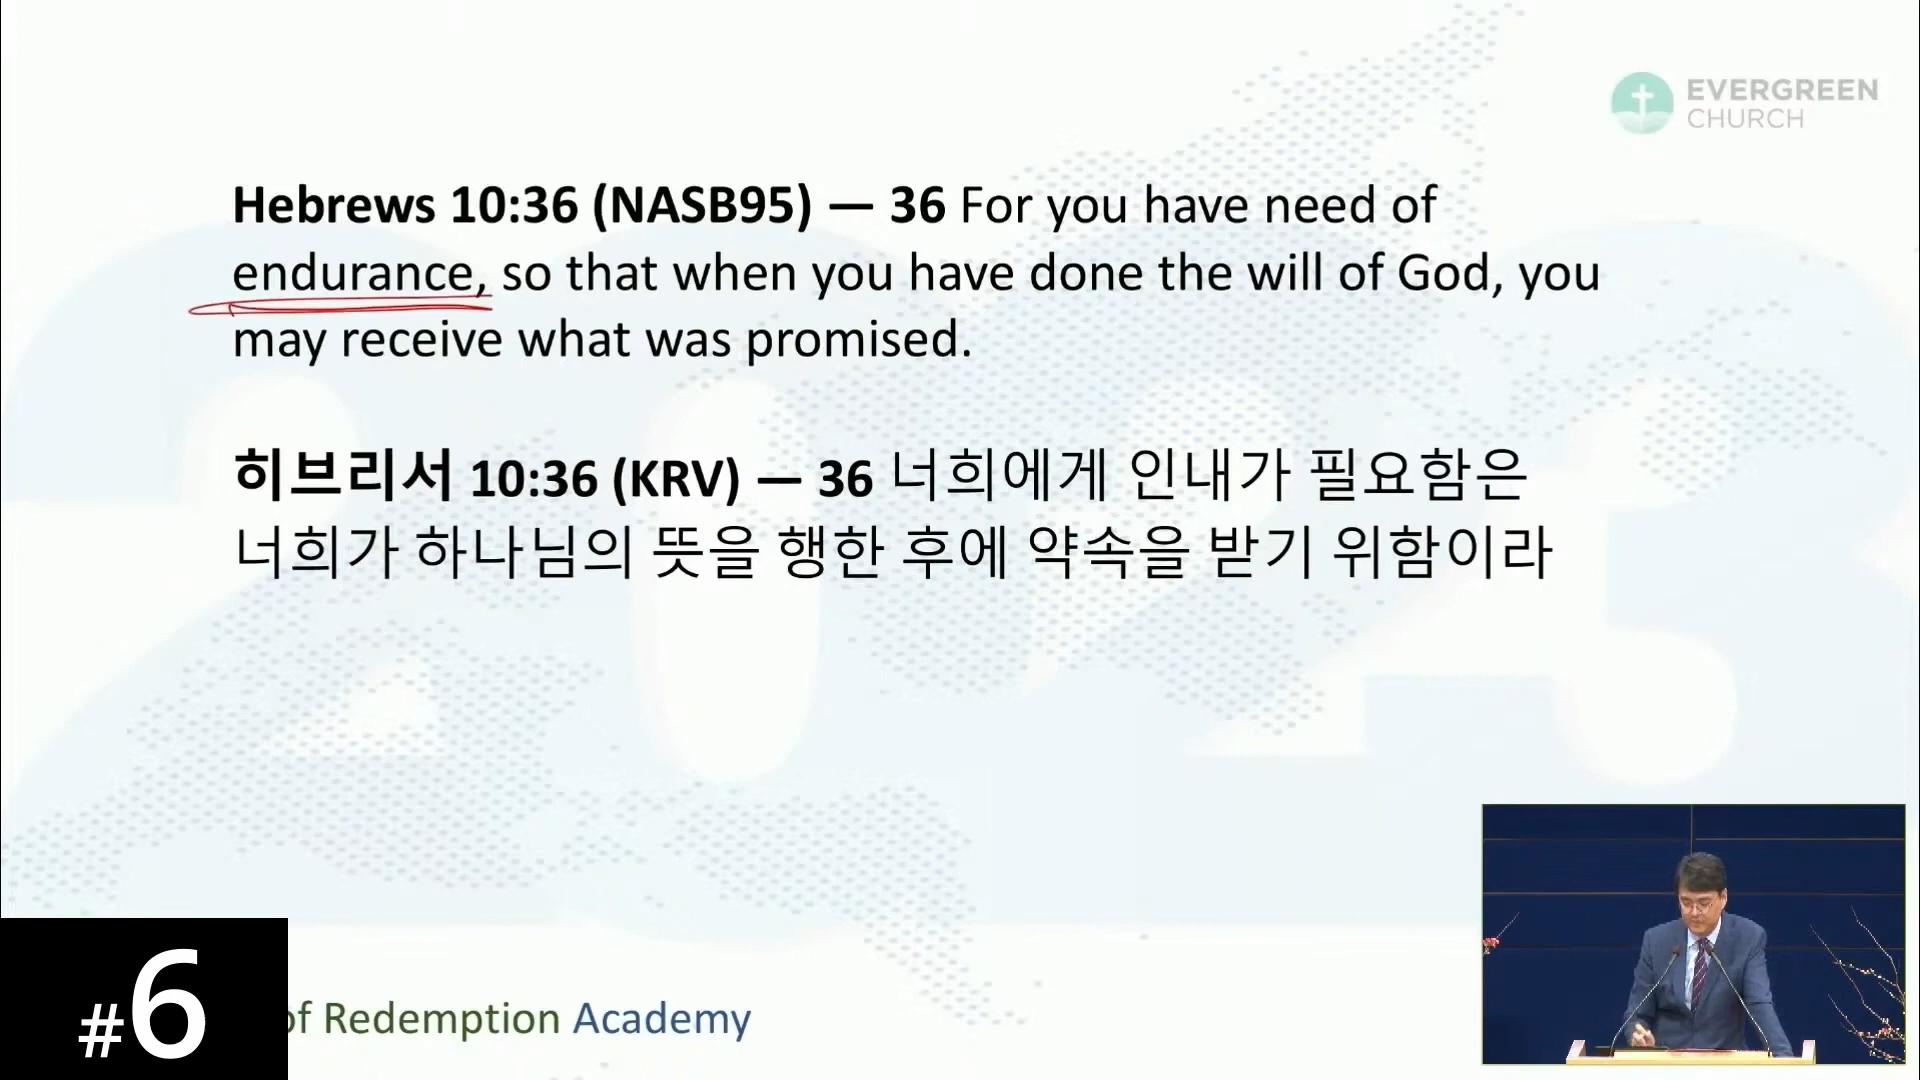 EVERGREEN
CHURCH
Hebrews 10:36 (NASB95) — 36 For you have need of
endurance, so that when you have done the will of God, you
may receive what was promised.
히브리서 10:36 (KRV) — 36 너희에게 인내가 필요함은
너희가 하나님의 뜻을 행한 후에 약속을 받기 위함이라
#6
of Redemption Academy